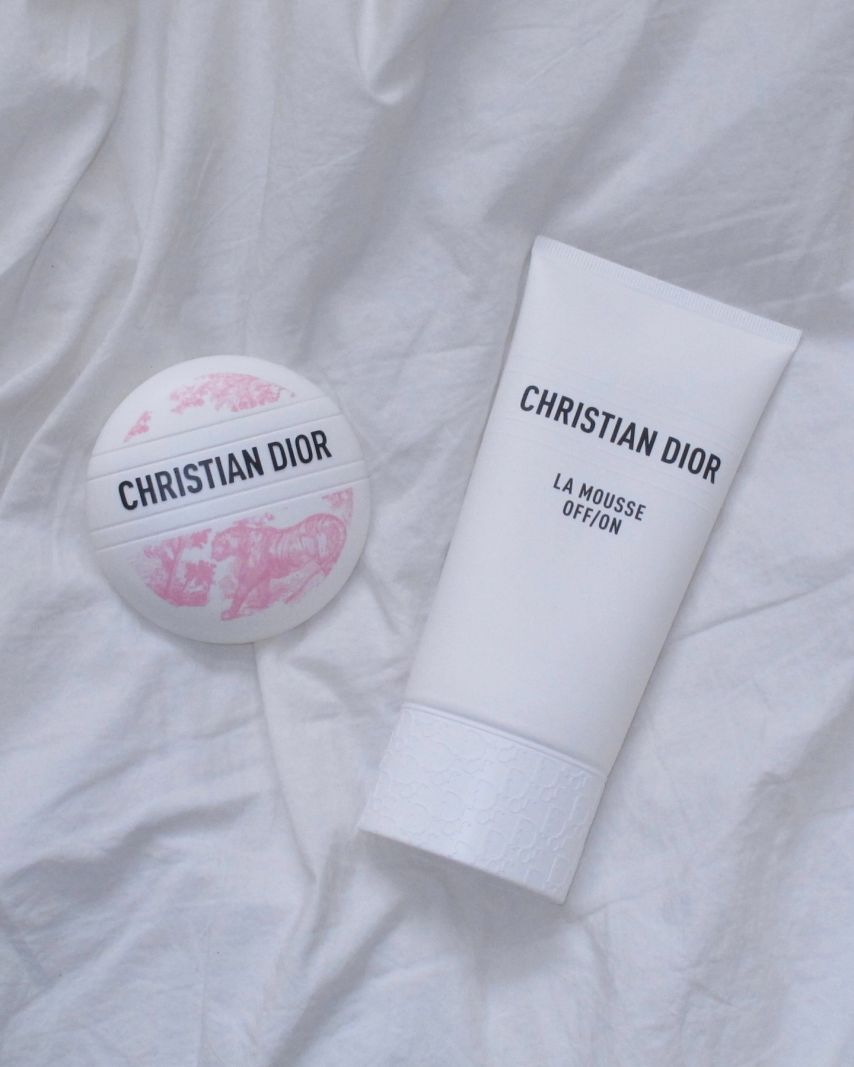 CHRISTIAN DIOR
CHRISTIAN DIOR
LA MOUSSE
OFF/ON